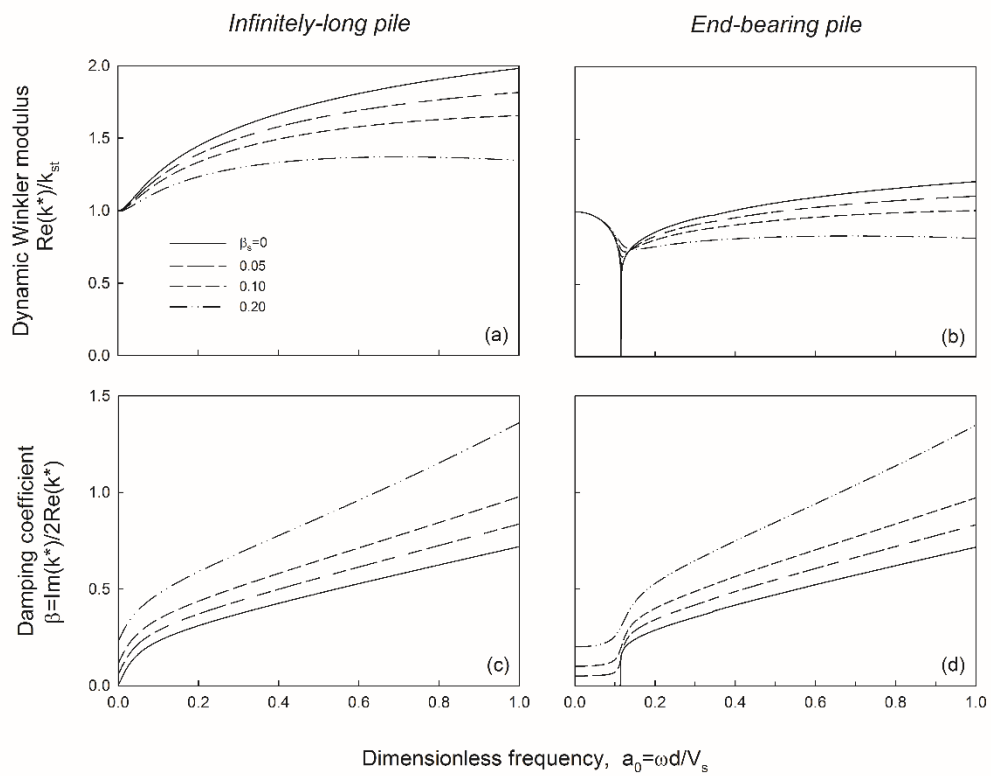 Infinitely-long pile
End-bearing pile
Dynamic Winkler modulus
Re(k*)/k_st
2.0
1.5
1.0
0.5
0.0
β_s=0
0.05
0.10
0.20
(a)
(b)
Damping coefficient
β=Im(k*)/2Re(k*)
1.5
1.0
0.5
0.0
(c)
(d)
0.0 0.2 0.4 0.6 0.8 1.0
0.0 0.2 0.4 0.6 0.8 1.0
Dimensionless frequency, a_0=ωd/V_s